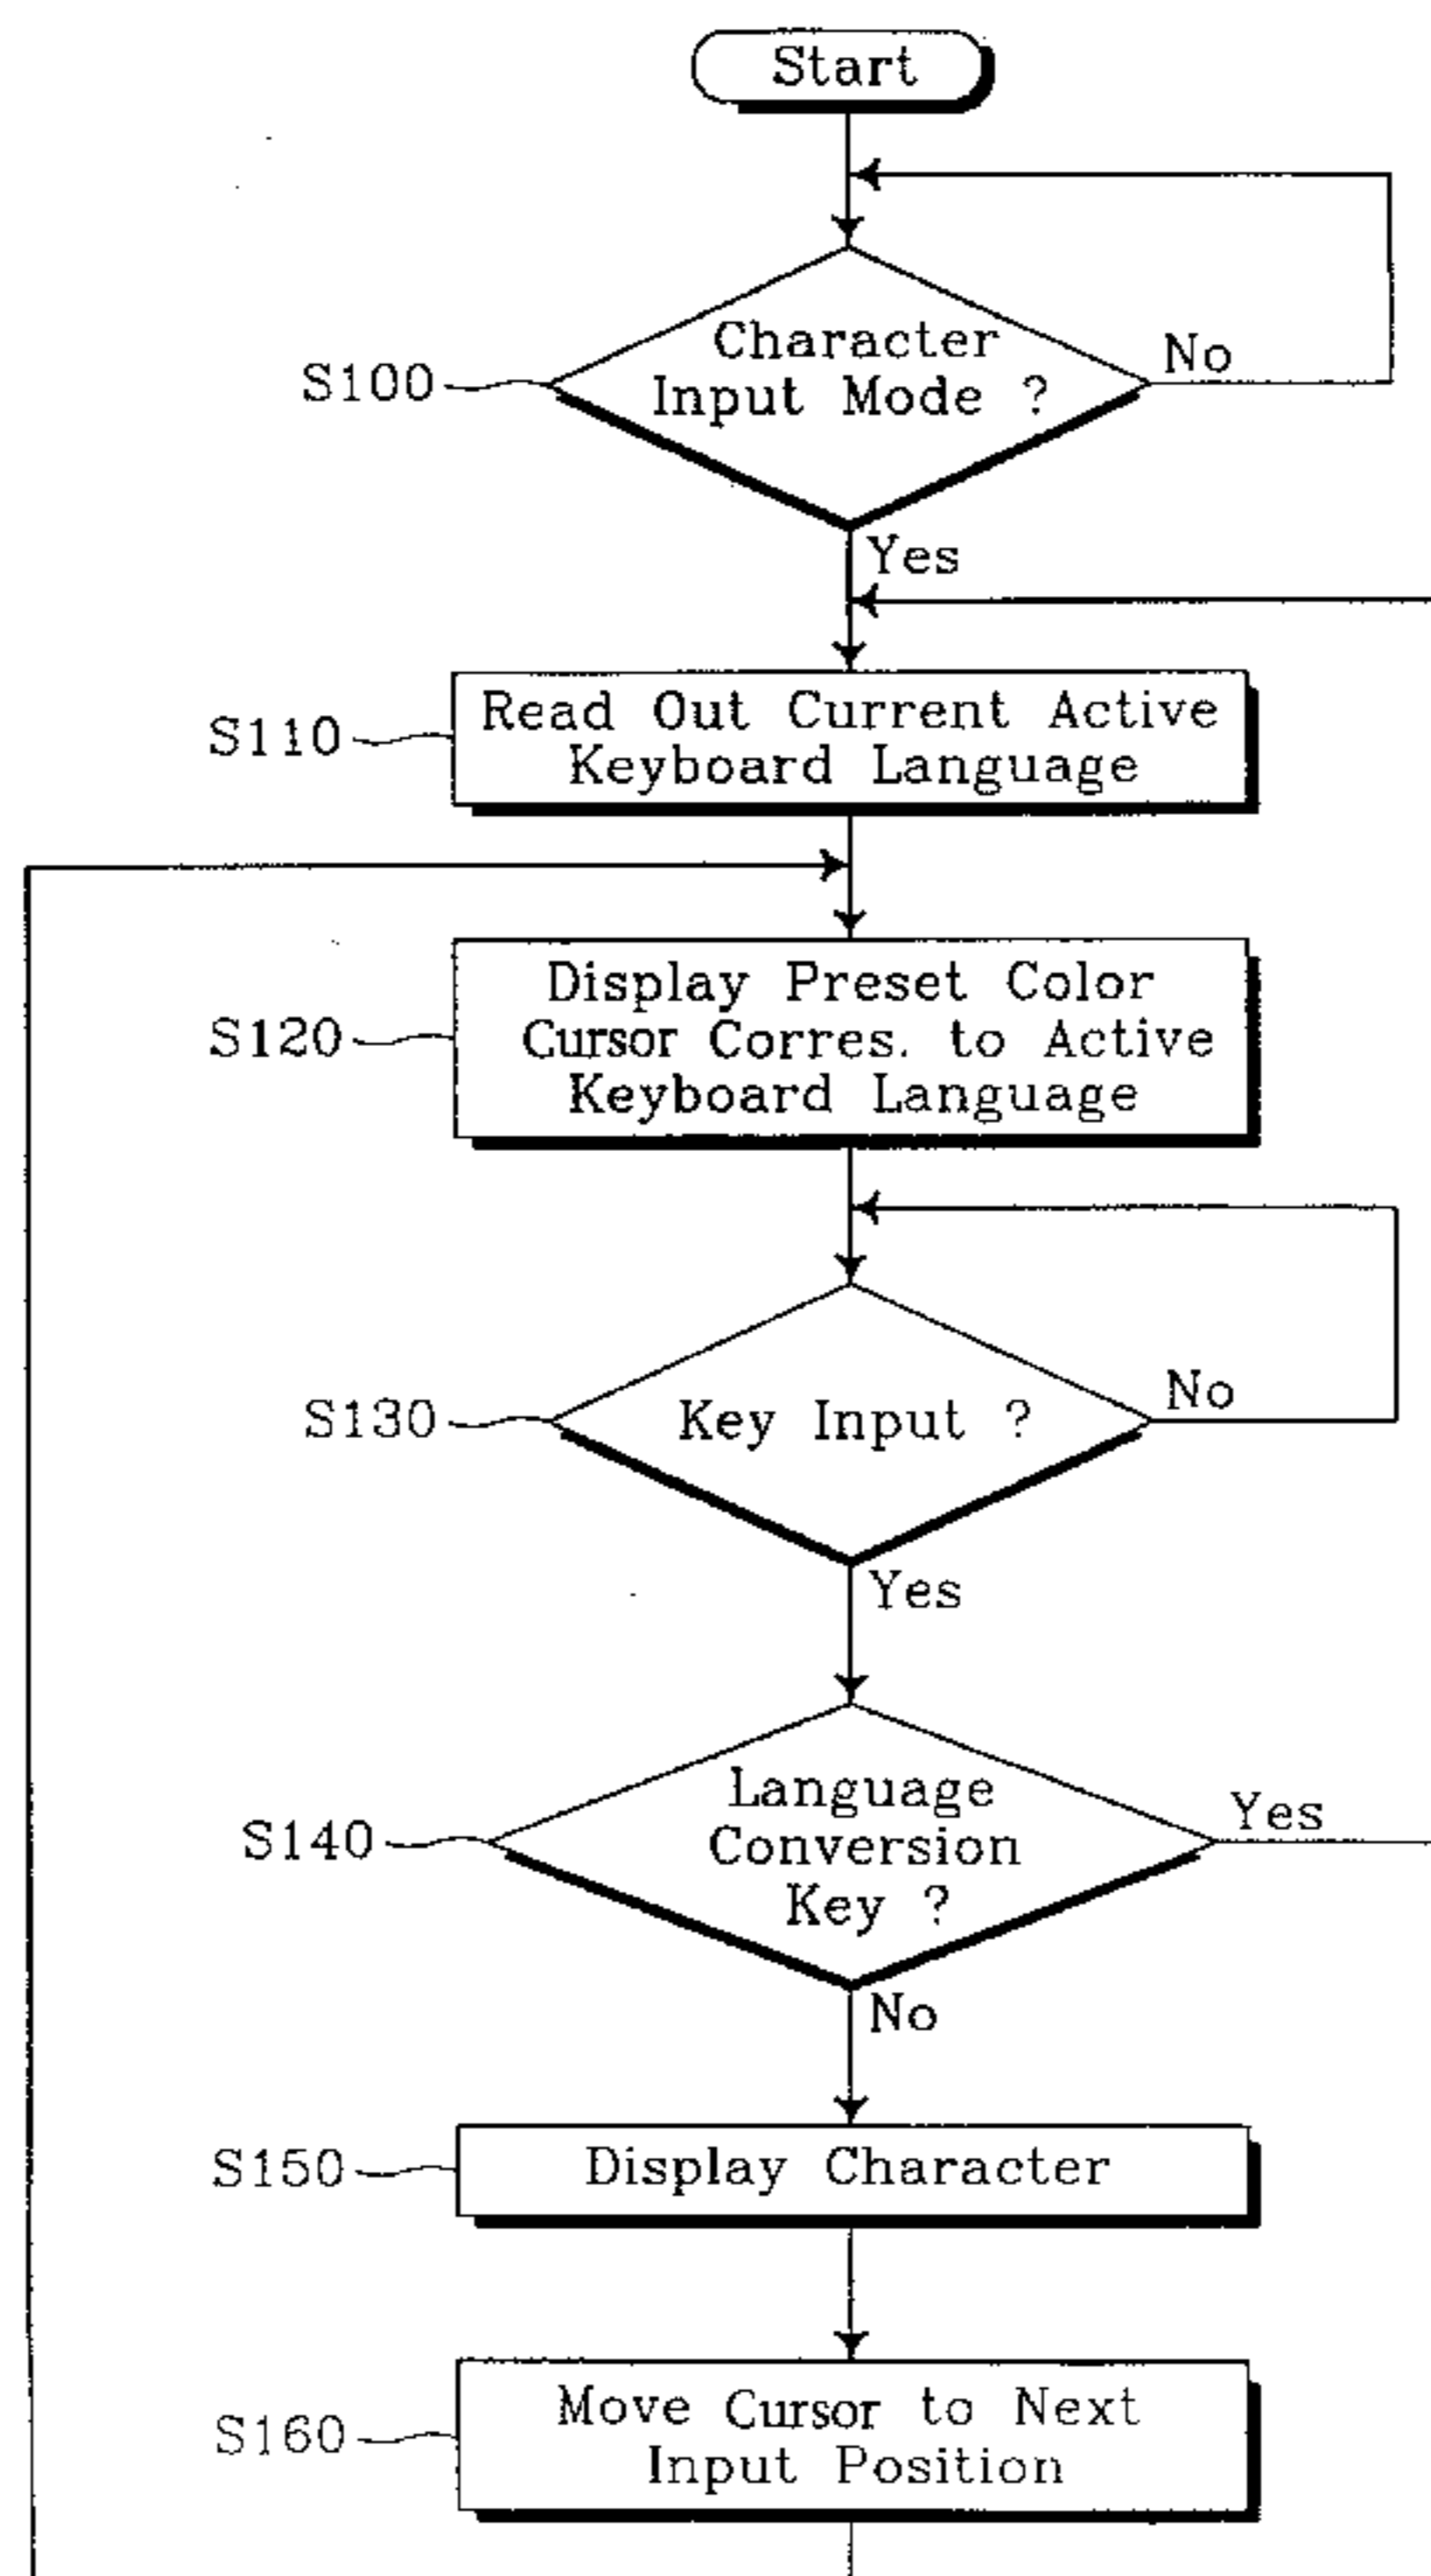 Start
Character
Input Mode ?
No
S100
Yes
Read Out Current Active
Keyboard Language
S110
Display Preset Color
Cursor Corres. to Active
Keyboard Language
S120
Key Input ?
No
S130
Yes
Language
Conversion
Key ?
Yes
S140
No
Display Character
S150
Move Cursor to Next
Input Position
S160